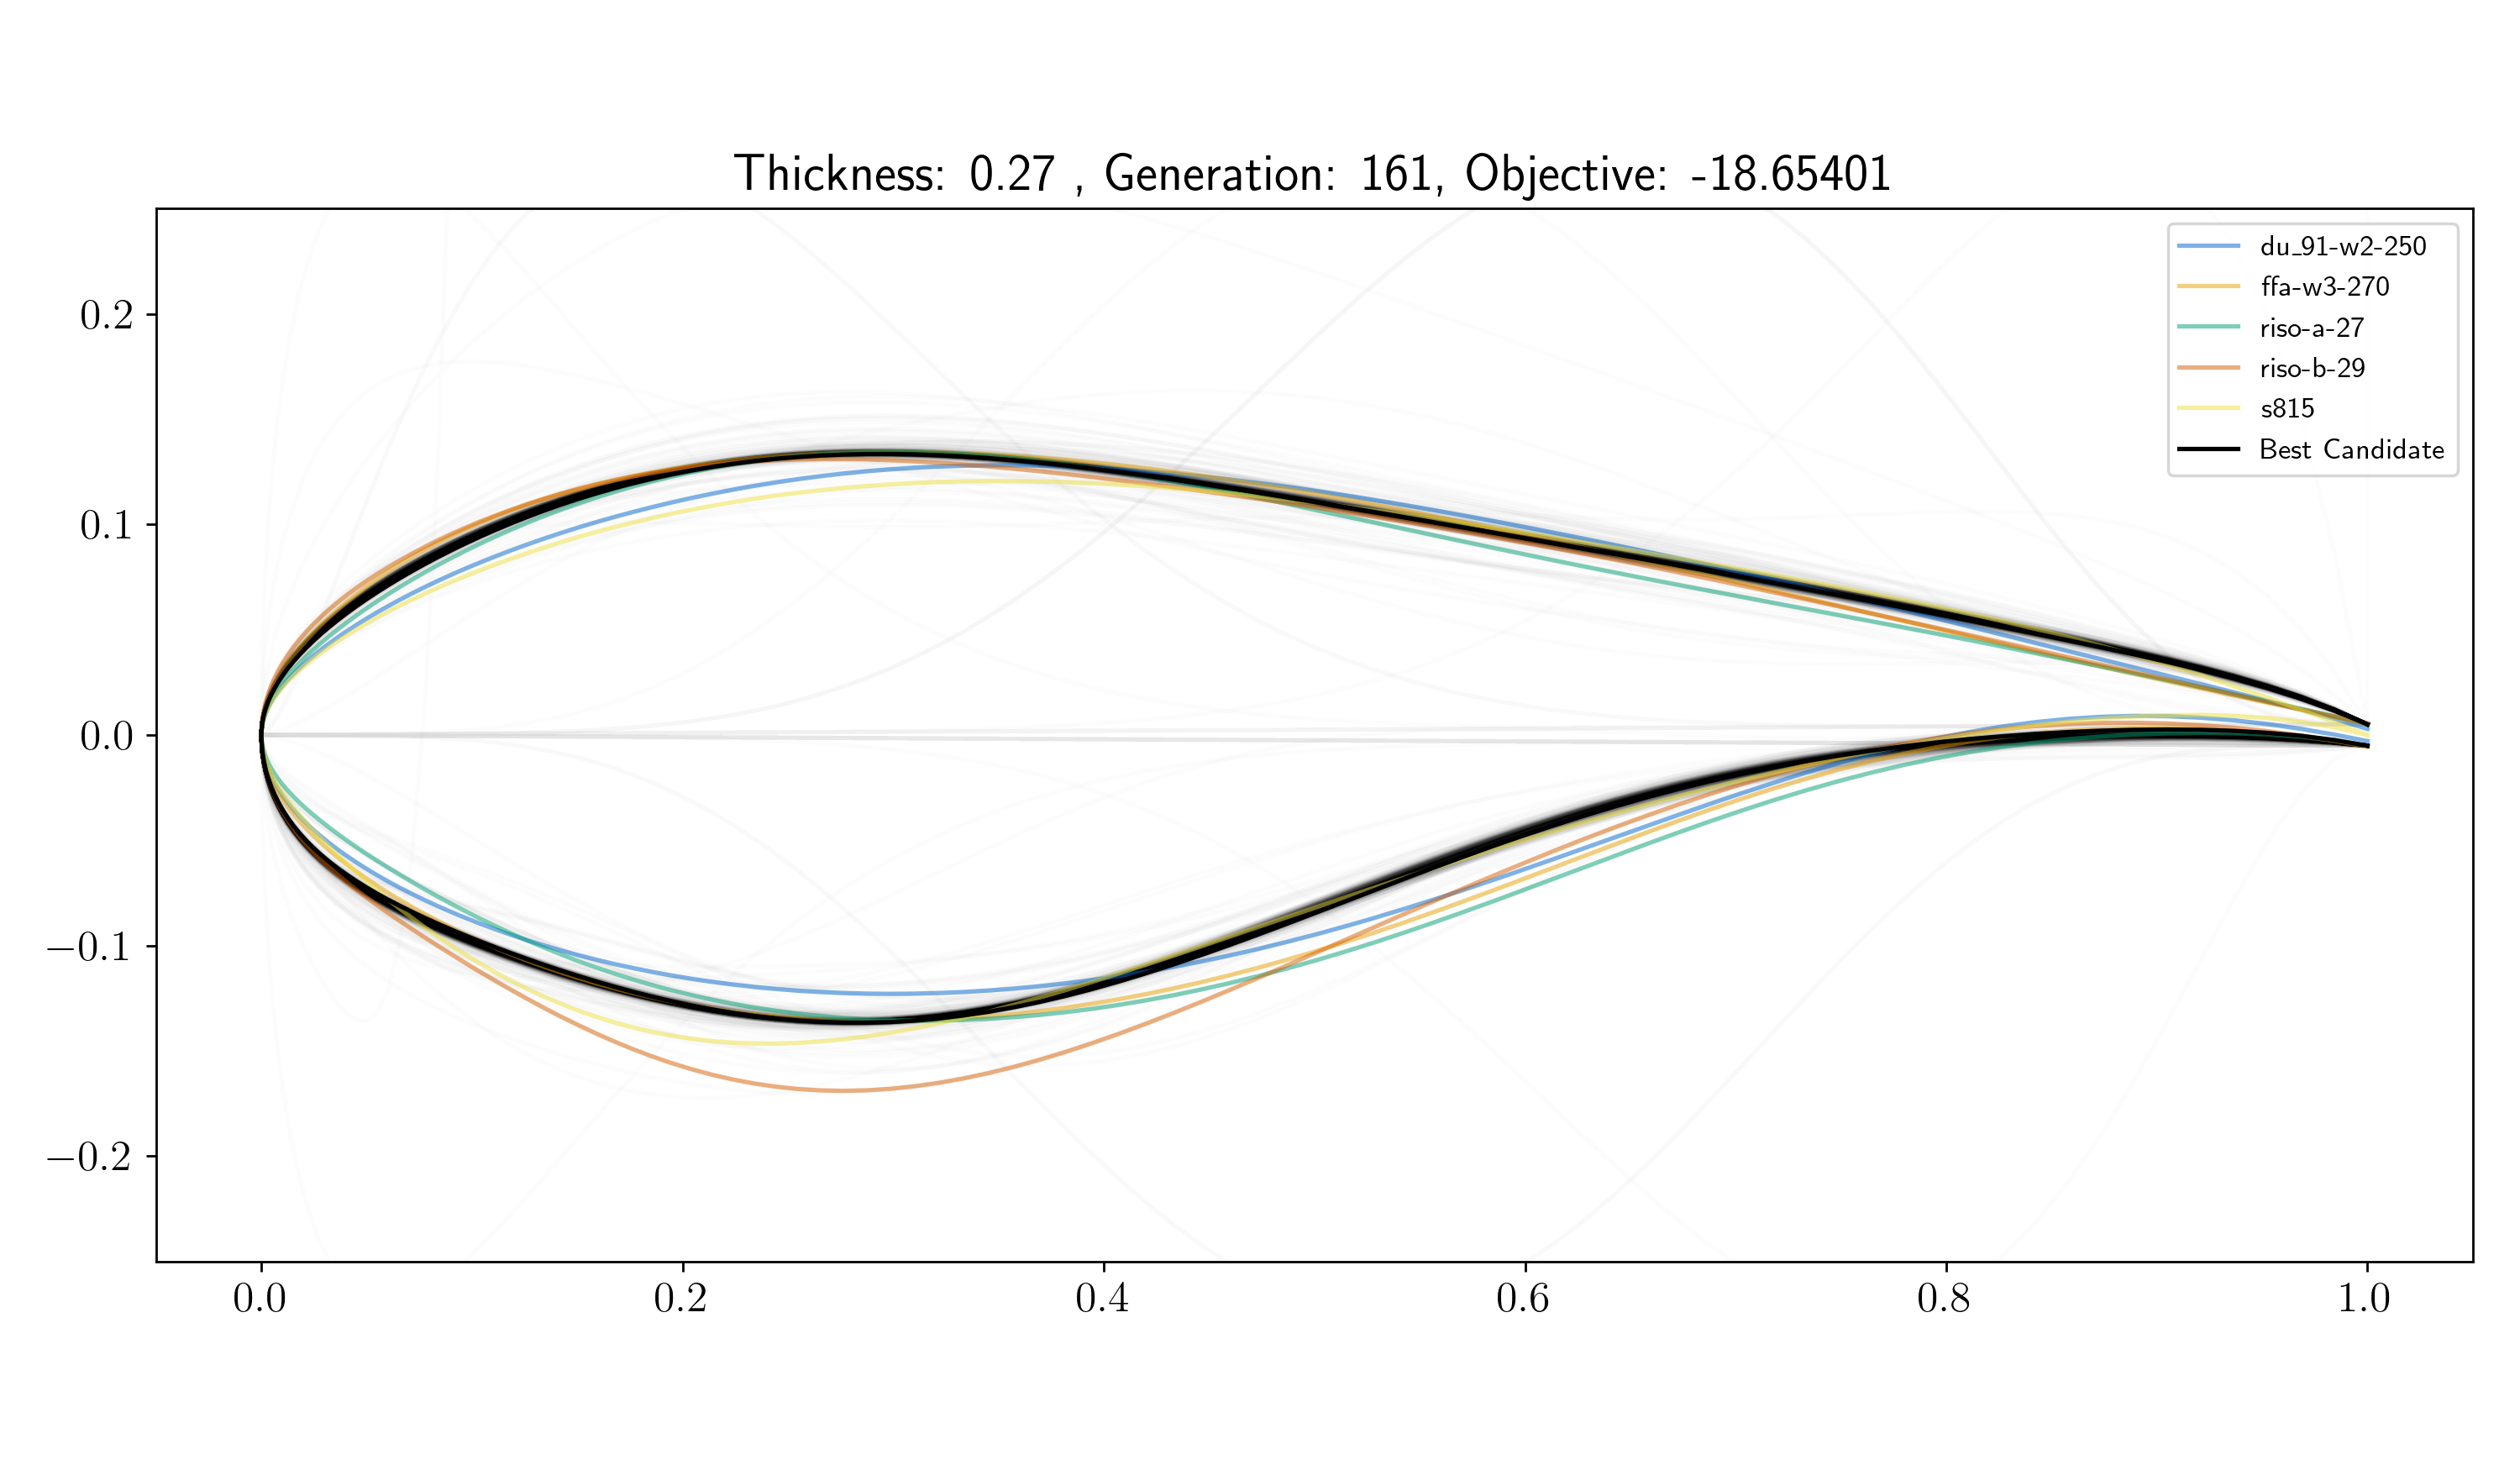 Thickness: 0.27 , Generation: 161, Objective: -18.65401
du_91-w2-250
ffa-w3-270
riso-a-27
riso-b-29
s815
Best Candidate
0.2
0.1
0.0
−0.1
−0.2
0.0 0.2 0.4 0.6 0.8 1.0